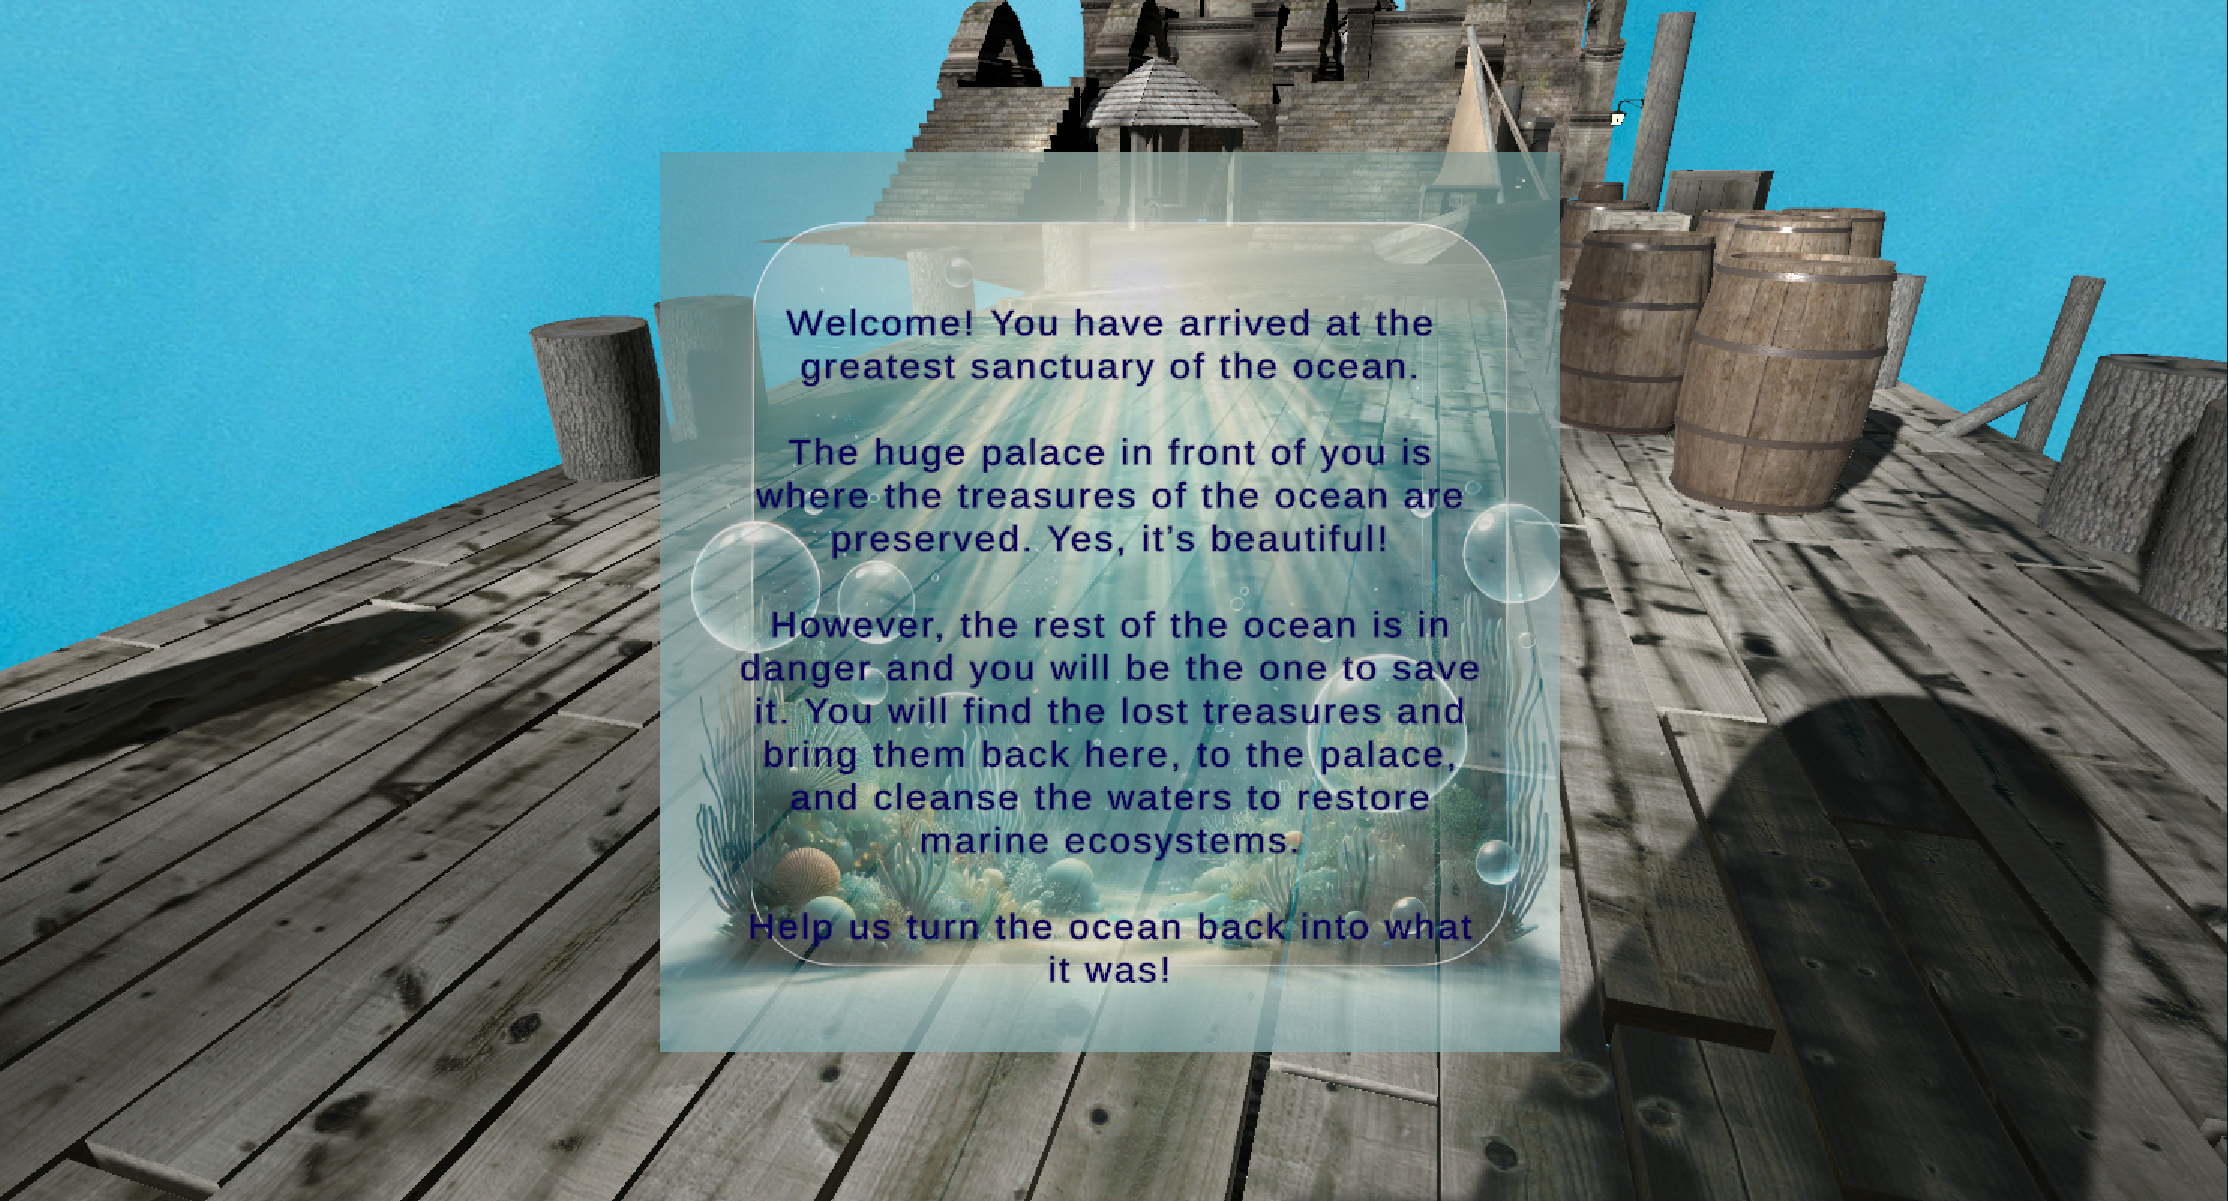 Welcome! You have arrived at the
greatest sanctuary of the ocean.
The huge palace in front of you is
where the treasures of the ocean are
preserved. Yes, it's beautiful!
However, the rest of the ocean is in
danger and you will be the one to save
it. You will find the lost treasures and
bring them back here, to the palace,
and cleanse the waters to restore
marine ecosystems.
Help us turn the ocean back into what
it was!